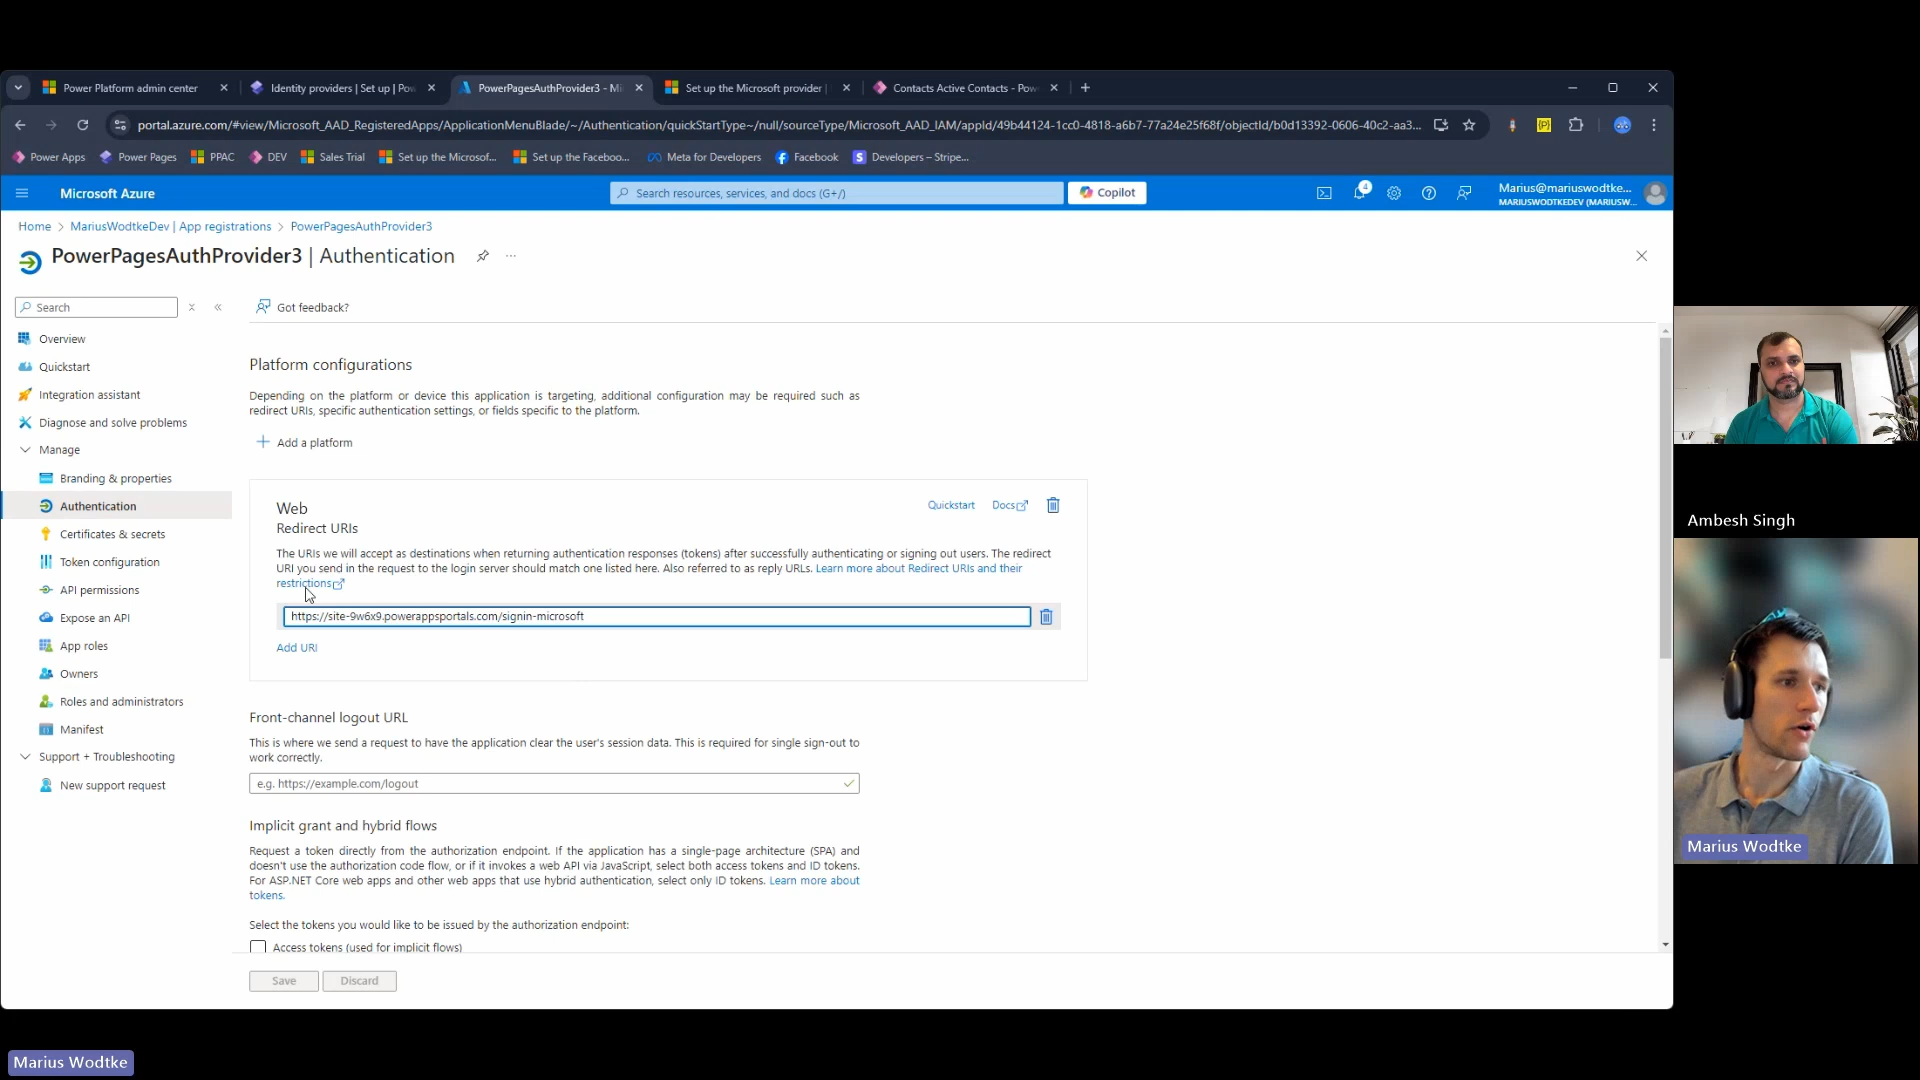 Power Platform admin center
Identity providers | Set up | Po
PowerPagesAuthProvider3 - Mi
Set up the Microsoft provider |
Contacts Active Contacts - Pow
portal.azure.com/#view/Microsoft_AAD_RegisteredApps/ApplicationMenuBlade/~/Authentication/quickStartType~/null/sourceType/Microsoft_AAD_IAM/appId/49b44124-1cc0-4818-a6b7-77a24e25f68f/objectId/b0d13392-0606-40c2-aa3...
Power Apps
Power Pages
PPAC
DEV
Sales Trial
Set up the Microsof...
Set up the Faceboo...
Meta for Developers
Facebook
Developers – Stripe...
Microsoft Azure
Search resources, services, and docs (G+/)
Copilot
4
Marius@mariuswodtke...
MARIUSWODTKEDEV (MARIUSW...
Home > MariusWodtkeDev | App registrations > PowerPagesAuthProvider3
PowerPagesAuthProvider3 | Authentication
Search
Got feedback?
Overview
Quickstart
Integration assistant
Diagnose and solve problems
Manage
Branding & properties
Authentication
Certificates & secrets
Token configuration
API permissions
Expose an API
App roles
Owners
Roles and administrators
Manifest
Support + Troubleshooting
New support request
Platform configurations
Depending on the platform or device this application is targeting, additional configuration may be required such as
redirect URIs, specific authentication settings, or fields specific to the platform.
Add a platform
Web
Quickstart
Docs
Redirect URIs
The URIs we will accept as destinations when returning authentication responses (tokens) after successfully authenticating or signing out users. The redirect
URI you send in the request to the login server should match one listed here. Also referred to as reply URLs. Learn more about Redirect URIs and their
restrictions
https://site-9w6x9.powerappsportals.com/signin-microsoft
Add URI
Front-channel logout URL
This is where we send a request to have the application clear the user's session data. This is required for single sign-out to
work correctly.
e.g. https://example.com/logout
Implicit grant and hybrid flows
Request a token directly from the authorization endpoint. If the application has a single-page architecture (SPA) and
doesn't use the authorization code flow, or if it invokes a web API via JavaScript, select both access tokens and ID tokens.
For ASP.NET Core web apps and other web apps that use hybrid authentication, select only ID tokens. Learn more about
tokens.
Select the tokens you would like to be issued by the authorization endpoint:
Access tokens (used for implicit flows)
Save
Discard
Ambesh Singh
Marius Wodtke
Marius Wodtke